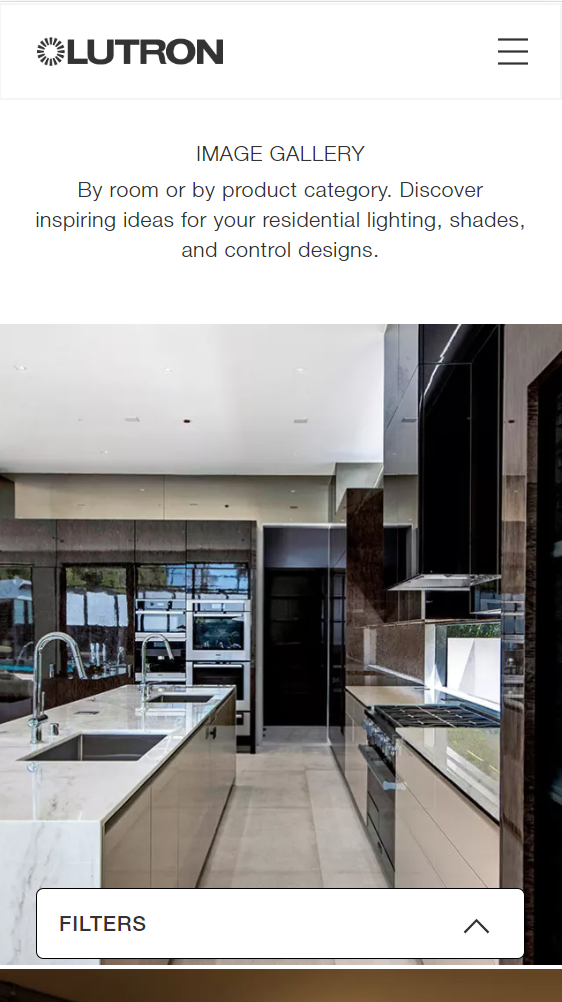 LUTRON
IMAGE GALLERY
By room or by product category. Discover
inspiring ideas for your residential lighting, shades,
and control designs.
FILTERS